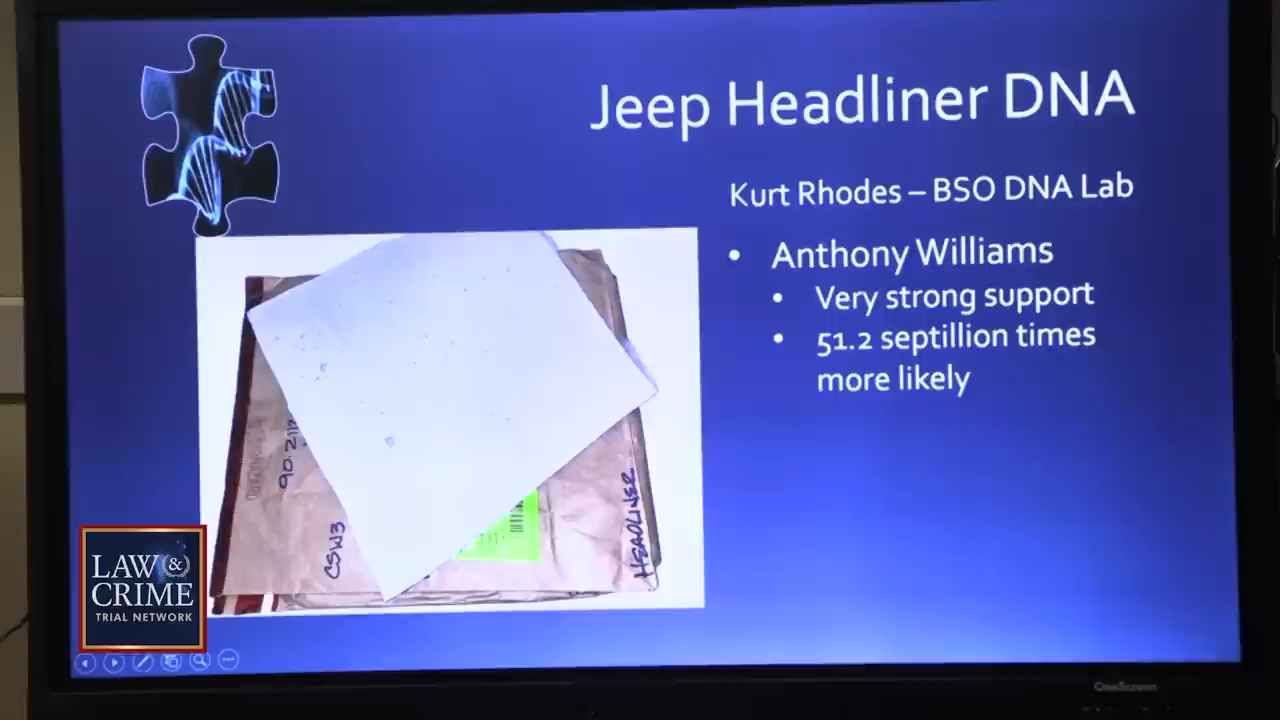 Jeep Headliner DNA
Kurt Rhodes – BSO DNA Lab
• Anthony Williams
• Very strong support
• 51.2 septillion times
more likely
CSW3
HEADLINER
LAW &
CRIME
TRIAL NETWORK
OneScreen